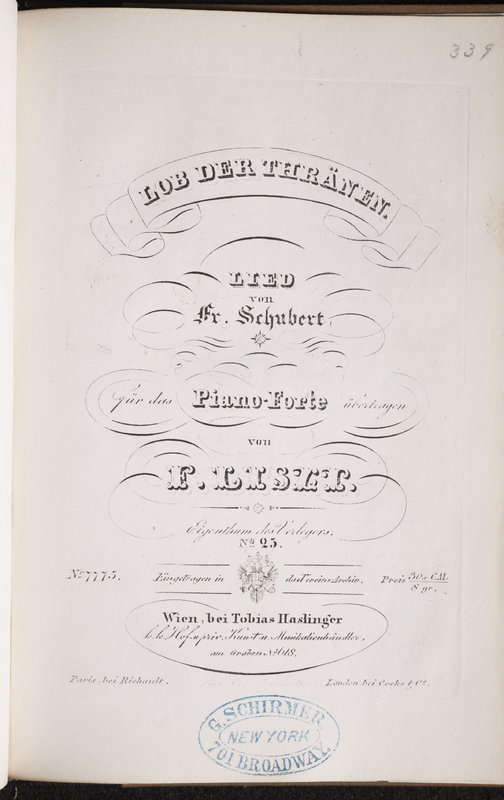 339
LOB DER THRÄNEN.
LIED
von
Fr. Schubert,
für das Piano-Forte übertragen
von
F. LISZT.
Eigenthum des Verlegers.
No 25.
No 7775. Eingetragen in das Vereins Archiv. Preis 30 x CM.
8 gr.
Wien, bei Tobias Haslinger
k.k. Hof u. priv. Kunst u. Musikalienhändler,
am Graben No 618.
Paris, bei Richault. London, bei Cocks & Co.
G. SCHIRMER
NEW YORK
701 BROADWAY.